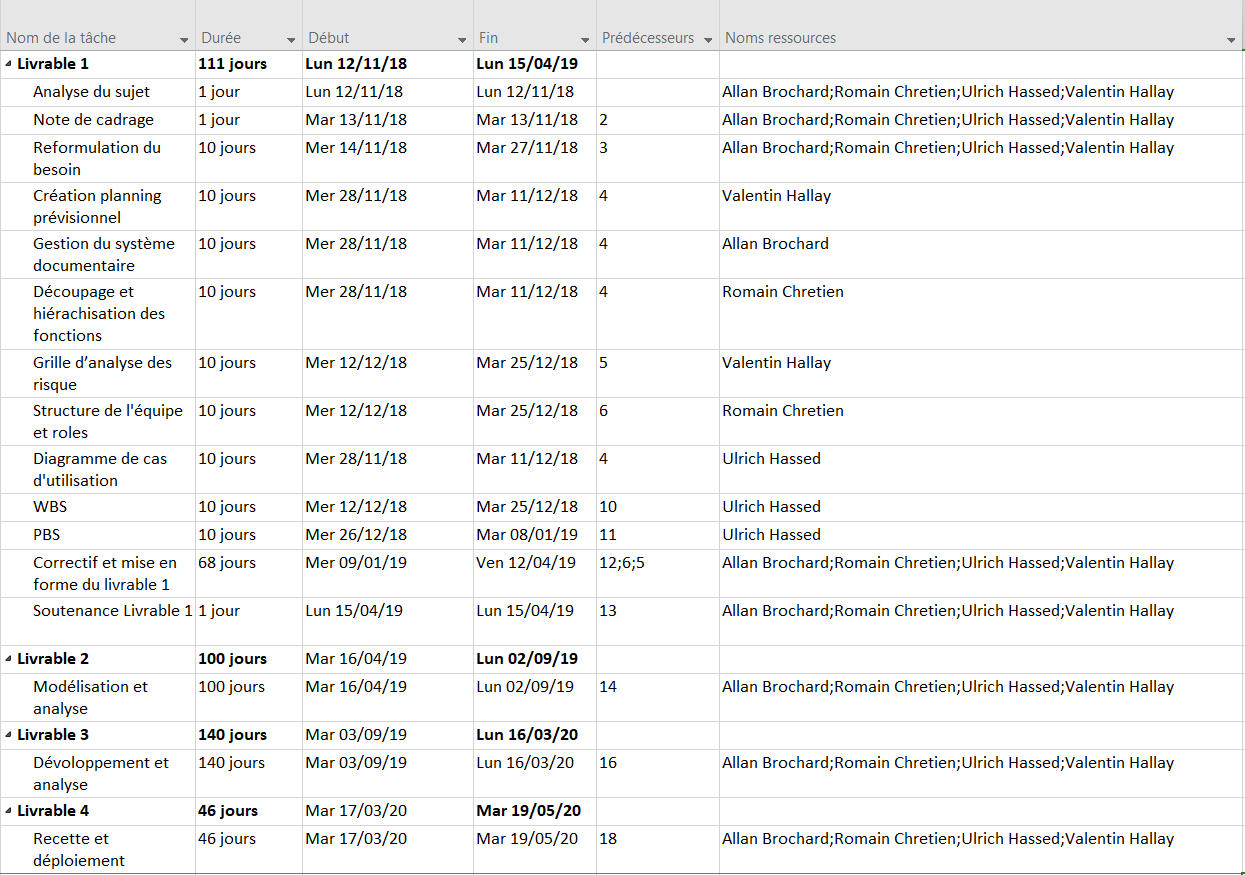 Nom de la tâche Durée Début Fin Prédécesseurs Noms ressources
Livrable 1 111 jours Lun 12/11/18 Lun 15/04/19
Analyse du sujet 1 jour Lun 12/11/18 Lun 12/11/18 Allan Brochard;Romain Chretien;Ulrich Hassed;Valentin Hallay
Note de cadrage 1 jour Mar 13/11/18 Mar 13/11/18 2 Allan Brochard;Romain Chretien;Ulrich Hassed;Valentin Hallay
Reformulation du 10 jours Mer 14/11/18 Mar 27/11/18 3 Allan Brochard;Romain Chretien;Ulrich Hassed;Valentin Hallay
besoin
Création planning 10 jours Mer 28/11/18 Mar 11/12/18 4 Valentin Hallay
prévisionnel
Gestion du système 10 jours Mer 28/11/18 Mar 11/12/18 4 Allan Brochard
documentaire
Découpage et 10 jours Mer 28/11/18 Mar 11/12/18 4 Romain Chretien
hiérachisation des
fonctions
Grille d’analyse des 10 jours Mer 12/12/18 Mar 25/12/18 5 Valentin Hallay
risque
Structure de l'équipe 10 jours Mer 12/12/18 Mar 25/12/18 6 Romain Chretien
et roles
Diagramme de cas 10 jours Mer 28/11/18 Mar 11/12/18 4 Ulrich Hassed
d'utilisation
WBS 10 jours Mer 12/12/18 Mar 25/12/18 10 Ulrich Hassed
PBS 10 jours Mer 26/12/18 Mar 08/01/19 11 Ulrich Hassed
Correctif et mise en 68 jours Mer 09/01/19 Ven 12/04/19 12;6;5 Allan Brochard;Romain Chretien;Ulrich Hassed;Valentin Hallay
forme du livrable 1
Soutenance Livrable 1 1 jour Lun 15/04/19 Lun 15/04/19 13 Allan Brochard;Romain Chretien;Ulrich Hassed;Valentin Hallay
Livrable 2 100 jours Mar 16/04/19 Lun 02/09/19
Modélisation et 100 jours Mar 16/04/19 Lun 02/09/19 14 Allan Brochard;Romain Chretien;Ulrich Hassed;Valentin Hallay
analyse
Livrable 3 140 jours Mar 03/09/19 Lun 16/03/20
Dévoloppement et 140 jours Mar 03/09/19 Lun 16/03/20 16 Allan Brochard;Romain Chretien;Ulrich Hassed;Valentin Hallay
analyse
Livrable 4 46 jours Mar 17/03/20 Mar 19/05/20
Recette et 46 jours Mar 17/03/20 Mar 19/05/20 18 Allan Brochard;Romain Chretien;Ulrich Hassed;Valentin Hallay
déploiement